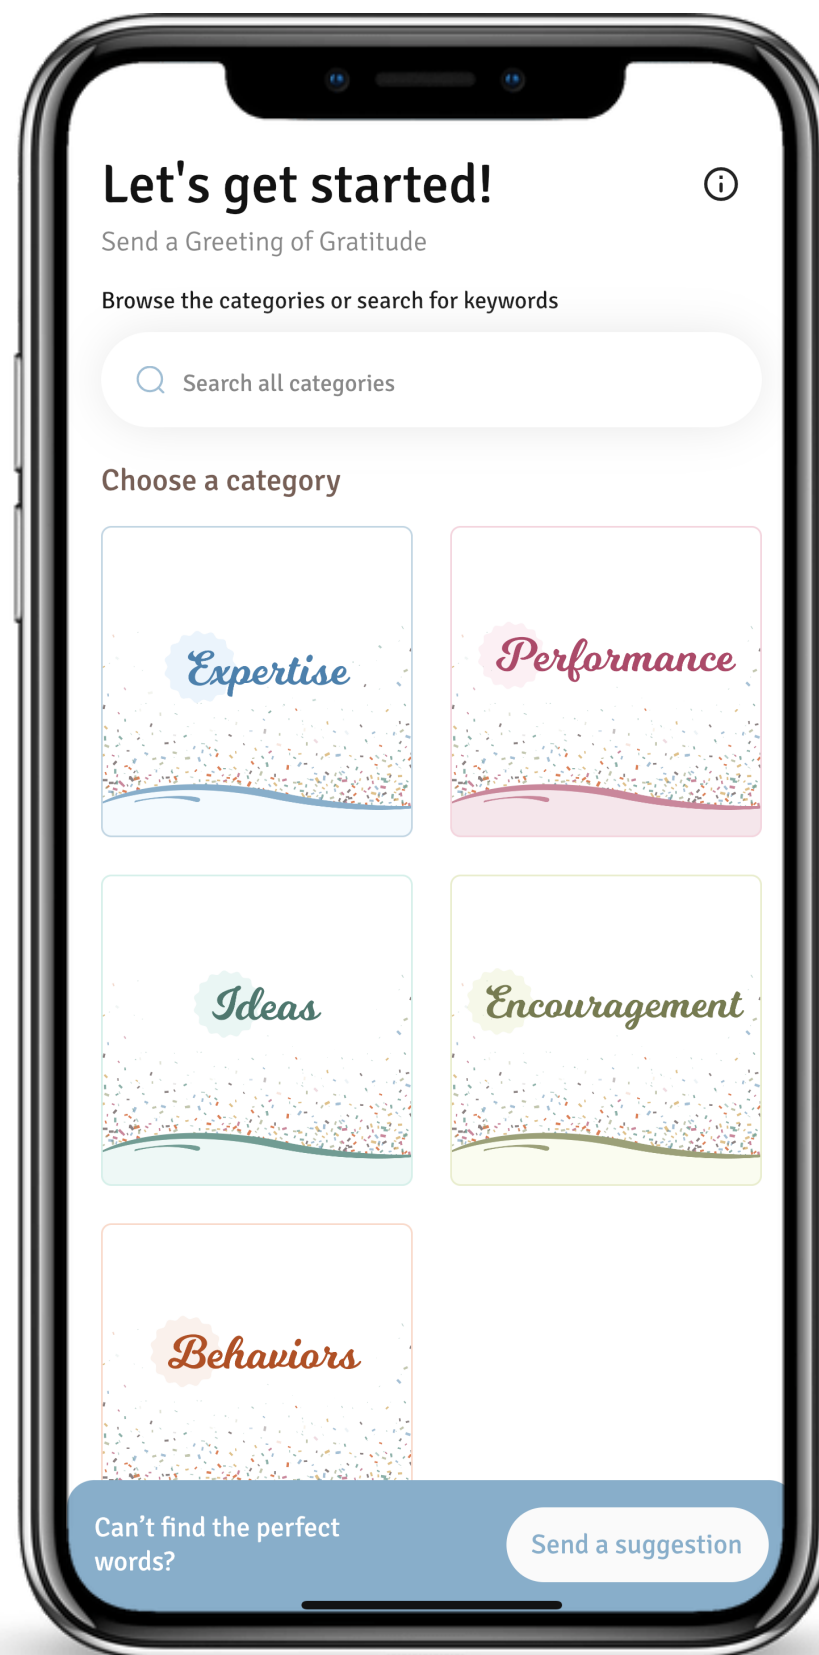 Let's get started!
Send a Greeting of Gratitude
Browse the categories or search for keywords
Search all categories
Choose a category
Expertise
Performance
Ideas
Encouragement
Behaviors
Can’t find the perfect
words?
Send a suggestion